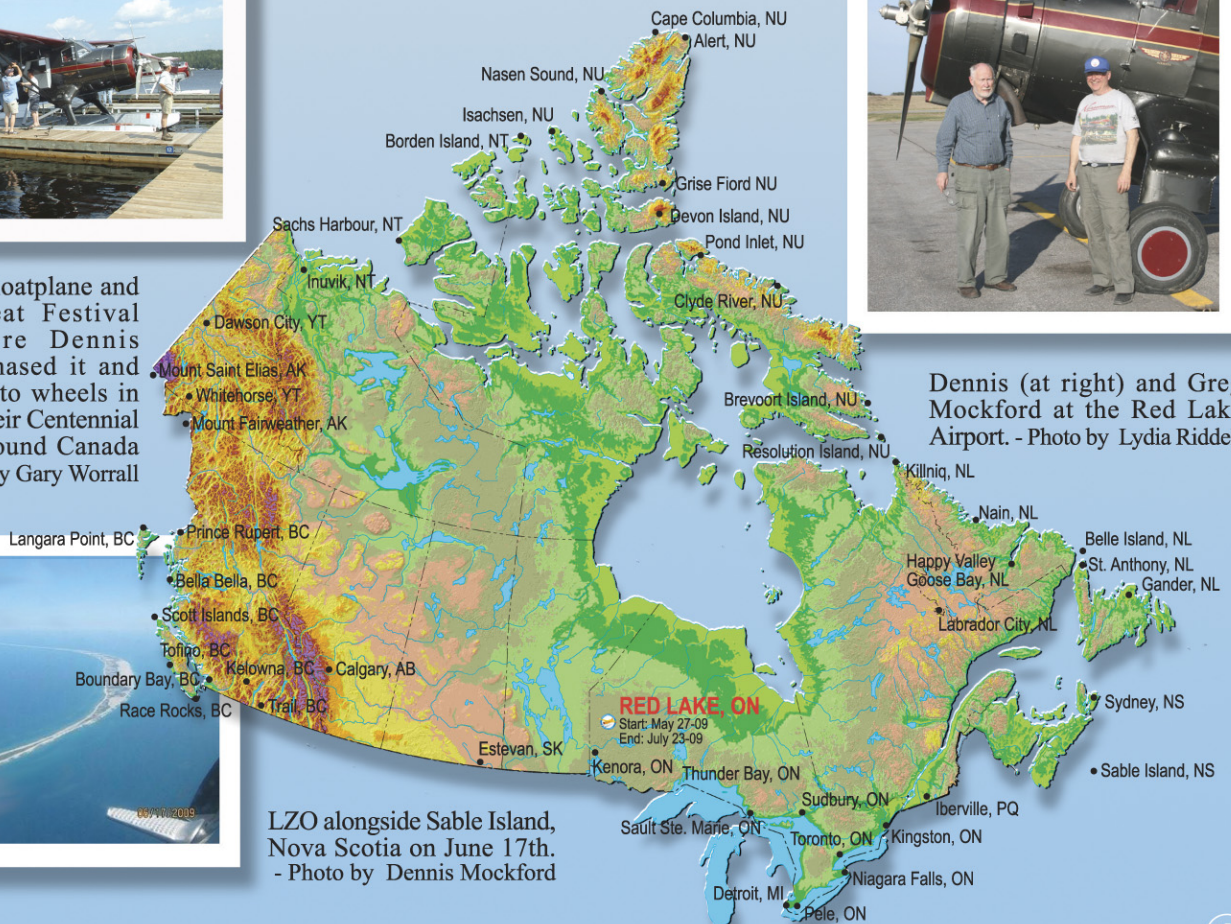 Cape Columbia, NU
Alert, NU
Nasen Sound, NU
Isachsen, NU
Borden Island, NT
Grise Fiord NU
Devon Island, NU
Sachs Harbour, NT
Pond Inlet, NU
Inuvik, NT
Clyde River, NU
Dawson City, YT
Mount Saint Elias, AK
Whitehorse, YT
Mount Fairweather, AK
Brevoort Island, NU
Resolution Island, NU
Killniq, NL
Nain, NL
Langara Point, BC
Prince Rupert, BC
Belle Island, NL
St. Anthony, NL
Happy Valley
Goose Bay, NL
Gander, NL
Bella Bella, BC
Scott Islands, BC
Labrador City, NL
Tofino, BC
Kelowna, BC
Calgary, AB
Boundary Bay, BC
Race Rocks, BC
Trail, BC
RED LAKE, ON
Start: May 27-09
End: July 23-09
Sydney, NS
Estevan, SK
Kenora, ON
Thunder Bay, ON
Sable Island, NS
Sudbury, ON
Iberville, PQ
Sault Ste. Marie, ON
Toronto, ON
Kingston, ON
Niagara Falls, ON
Detroit, MI
Pele, ON
oatplane and
eat Festival
re Dennis
hased it and
to wheels in
eir Centennial
ound Canada
y Gary Worrall
Dennis (at right) and Gre
Mockford at the Red Lak
Airport. - Photo by Lydia Ridde
06/17/2009
LZO alongside Sable Island,
Nova Scotia on June 17th.
- Photo by Dennis Mockford